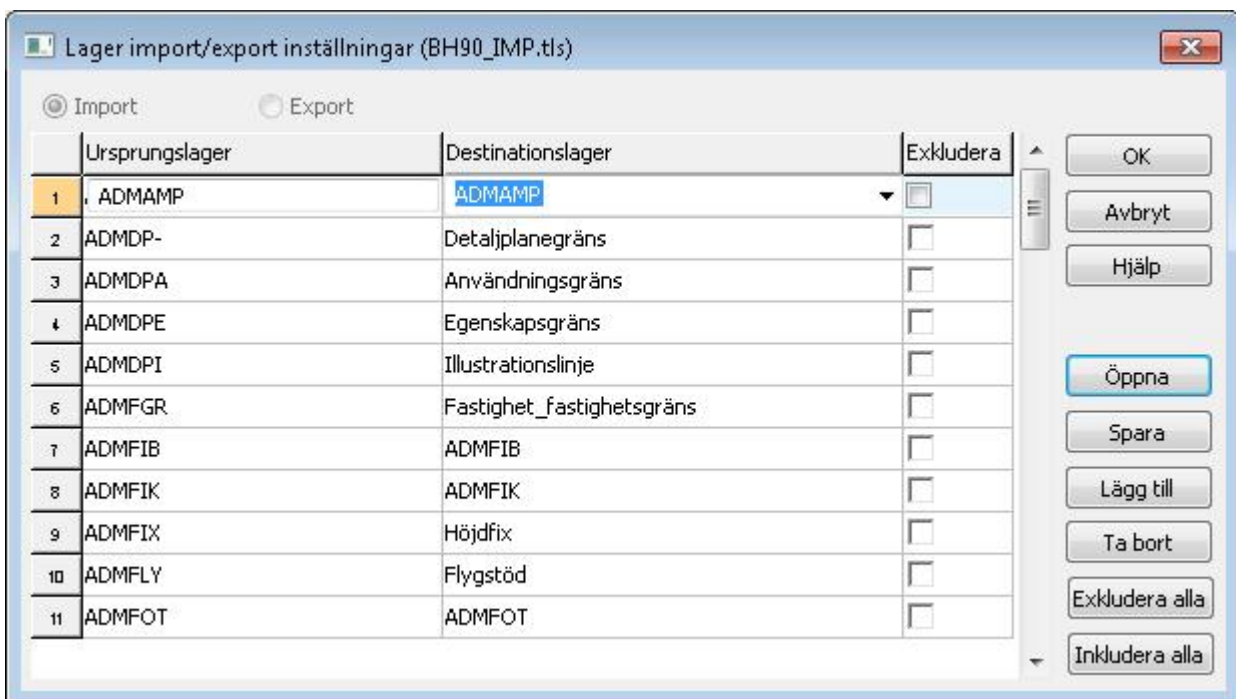 Lager import/export inställningar (BH90_IMP.tls)
Import Export
Ursprungslager Destinationslager Exkludera
1 ADMAMP ADMAMP
2 ADMDP- Detaljplanegräns
3 ADMDPA Användningsgräns
4 ADMDPE Egenskapsgräns
5 ADMDPI Illustrationslinje
6 ADMFGR Fastighet_fastighetsgräns
7 ADMFIB ADMFIB
8 ADMFIK ADMFIK
9 ADMFIX Höjdfix
10 ADMFLY Flygstöd
11 ADMFOT ADMFOT
OK
Avbryt
Hjälp
Öppna
Spara
Lägg till
Ta bort
Exkludera alla
Inkludera alla